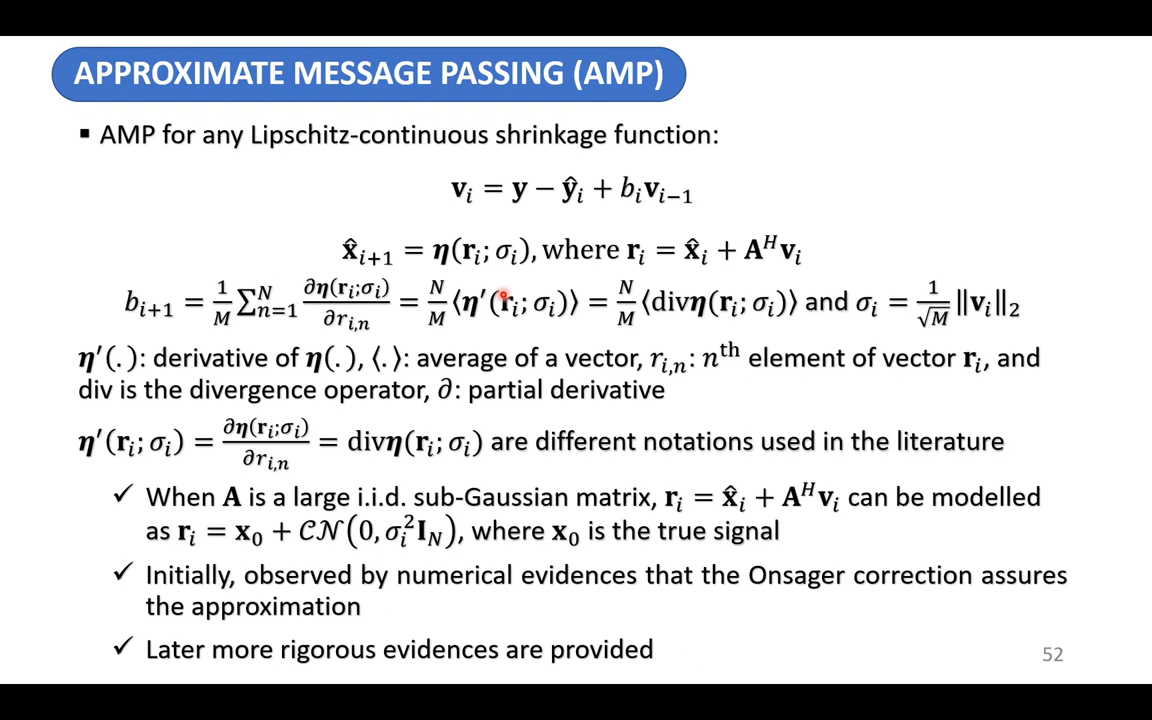 APPROXIMATE MESSAGE PASSING (AMP)
▪ AMP for any Lipschitz-continuous shrinkage function:
𝐯ᵢ = 𝐲 − 𝐲̂ᵢ + bᵢ𝐯ᵢ₋₁
𝐱̂ᵢ₊₁ = 𝛈(𝐫ᵢ; σᵢ), where 𝐫ᵢ = 𝐱̂ᵢ + 𝐀ᴴ𝐯ᵢ
bᵢ₊₁ = 1/M ∑ₙ₌₁ᴺ ∂𝛈(𝐫ᵢ;σᵢ)/∂rᵢ,ₙ = N/M ⟨𝛈′(𝐫ᵢ; σᵢ)⟩ = N/M ⟨div𝛈(𝐫ᵢ; σᵢ)⟩ and σᵢ = 1/√M ‖𝐯ᵢ‖₂
𝛈′(.): derivative of 𝛈(.), ⟨.⟩: average of a vector, rᵢ,ₙ: nᵗʰ element of vector 𝐫ᵢ, and
div is the divergence operator, ∂: partial derivative
𝛈′(𝐫ᵢ; σᵢ) = ∂𝛈(𝐫ᵢ;σᵢ)/∂rᵢ,ₙ = div𝛈(𝐫ᵢ; σᵢ) are different notations used in the literature
✓ When 𝐀 is a large i.i.d. sub-Gaussian matrix, 𝐫ᵢ = 𝐱̂ᵢ + 𝐀ᴴ𝐯ᵢ can be modelled
as 𝐫ᵢ = 𝐱₀ + 𝒞𝒩(0, σᵢ²𝐈_N), where 𝐱₀ is the true signal
✓ Initially, observed by numerical evidences that the Onsager correction assures
the approximation
✓ Later more rigorous evidences are provided
52